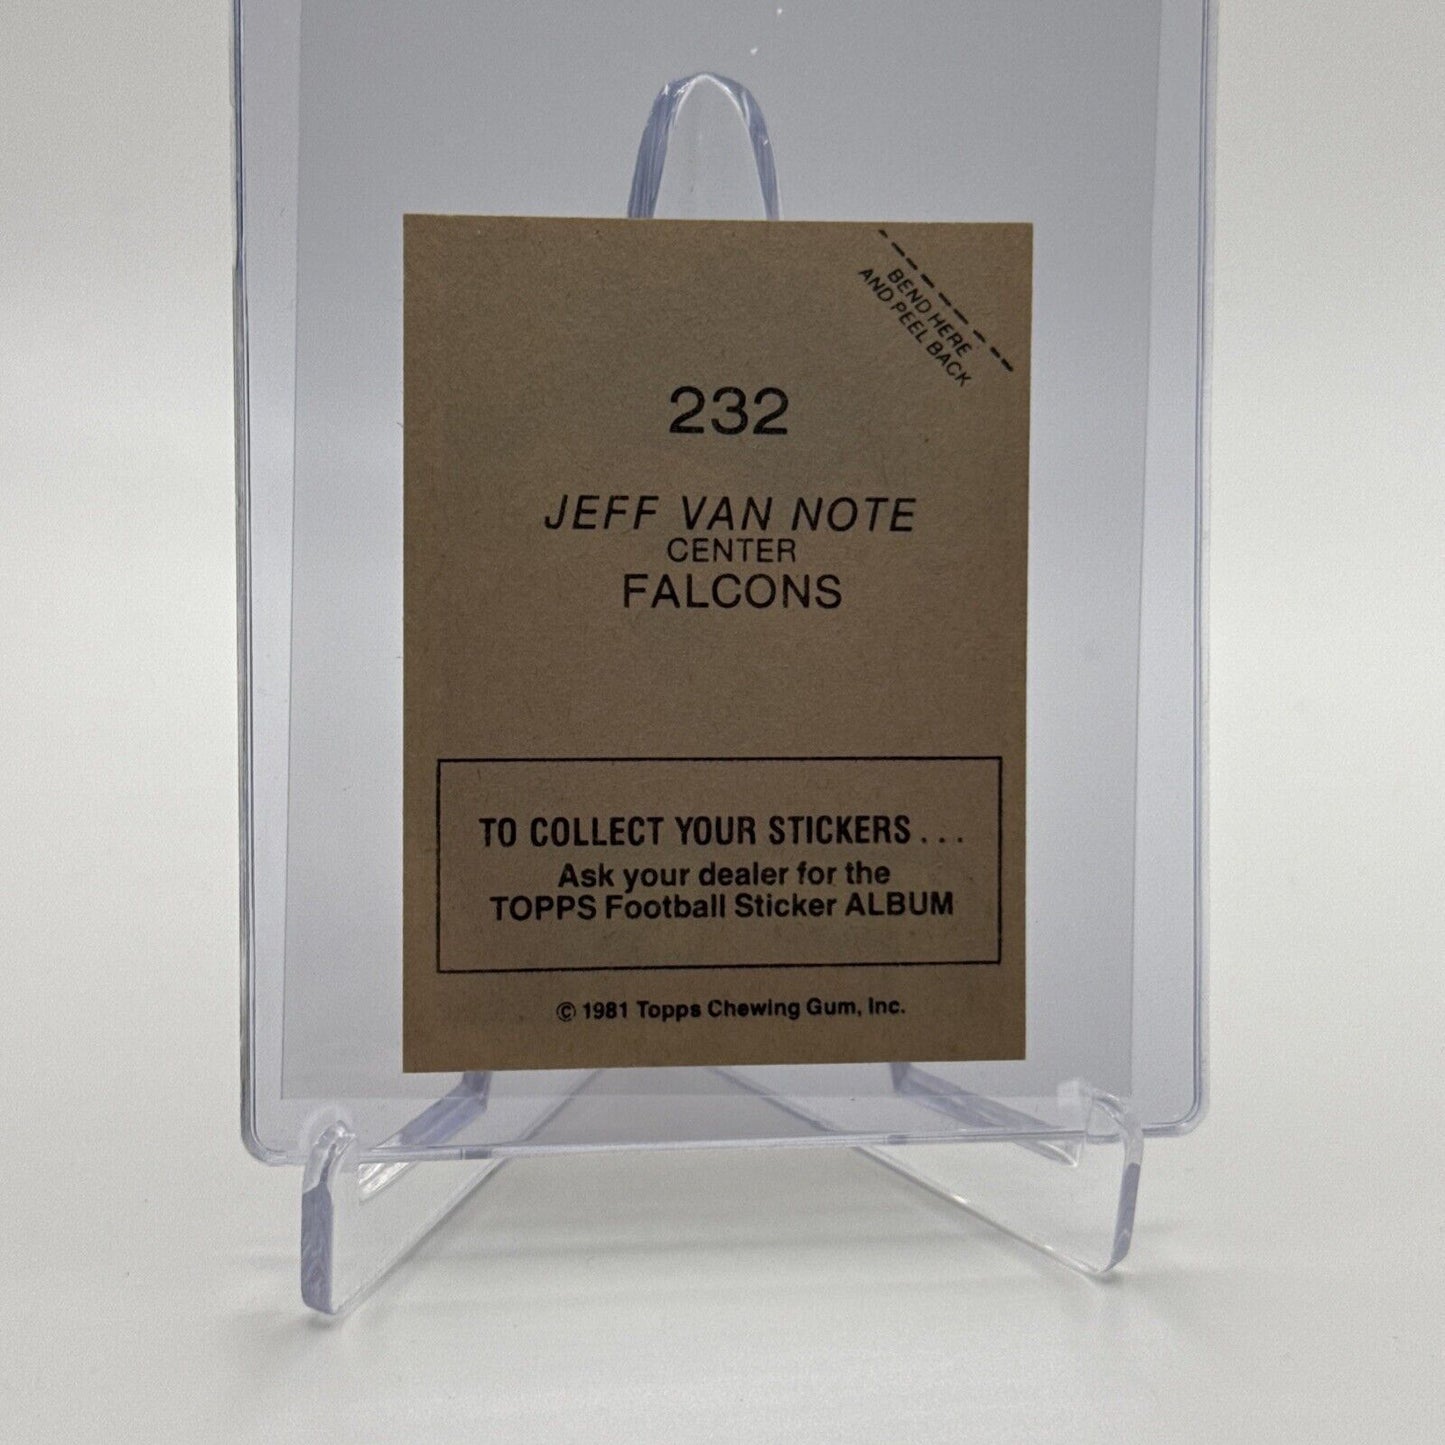 BEND HERE
AND PEEL BACK
232
JEFF VAN NOTE
CENTER
FALCONS
TO COLLECT YOUR STICKERS...
Ask your dealer for the
TOPPS Football Sticker ALBUM
© 1981 Topps Chewing Gum, Inc.